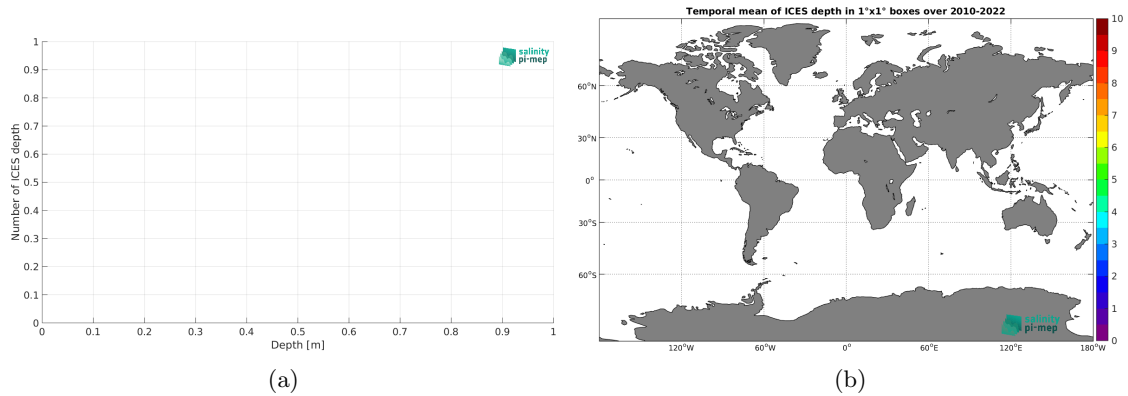 Temporal mean of ICES depth in 1°x1° boxes over 2010-2022
1
0.9
0.8
0.7
0.6
0.5
0.4
0.3
0.2
0.1
0
Number of ICES depth
0 0.1 0.2 0.3 0.4 0.5 0.6 0.7 0.8 0.9 1
Depth [m]
salinity
pi-mep
(a)
60°N
30°N
0°
30°S
60°S
120°W 60°W 0° 60°E 120°E 180°W
salinity
pi-mep
10
9
8
7
6
5
4
3
2
1
0
(b)